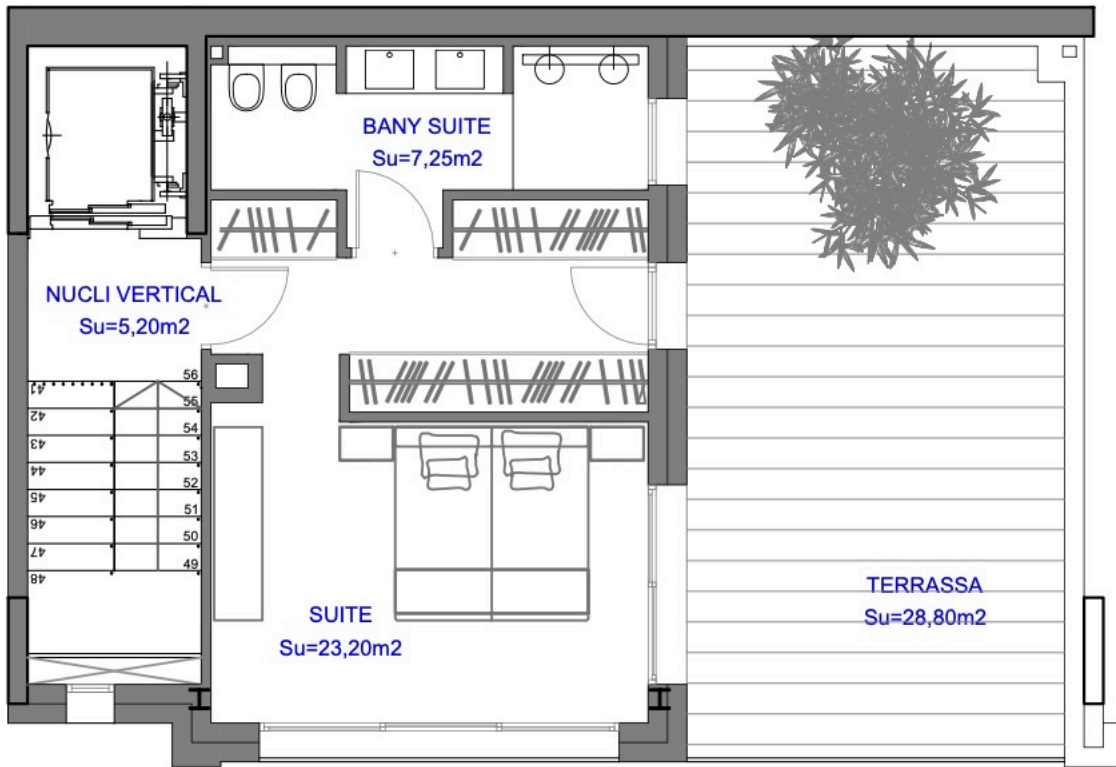 BANY SUITE
Su=7,25m2
NUCLI VERTICAL
Su=5,20m2
41
42
43
44
45
46
47
48
56
55
54
53
52
51
50
49
SUITE
Su=23,20m2
TERRASSA
Su=28,80m2